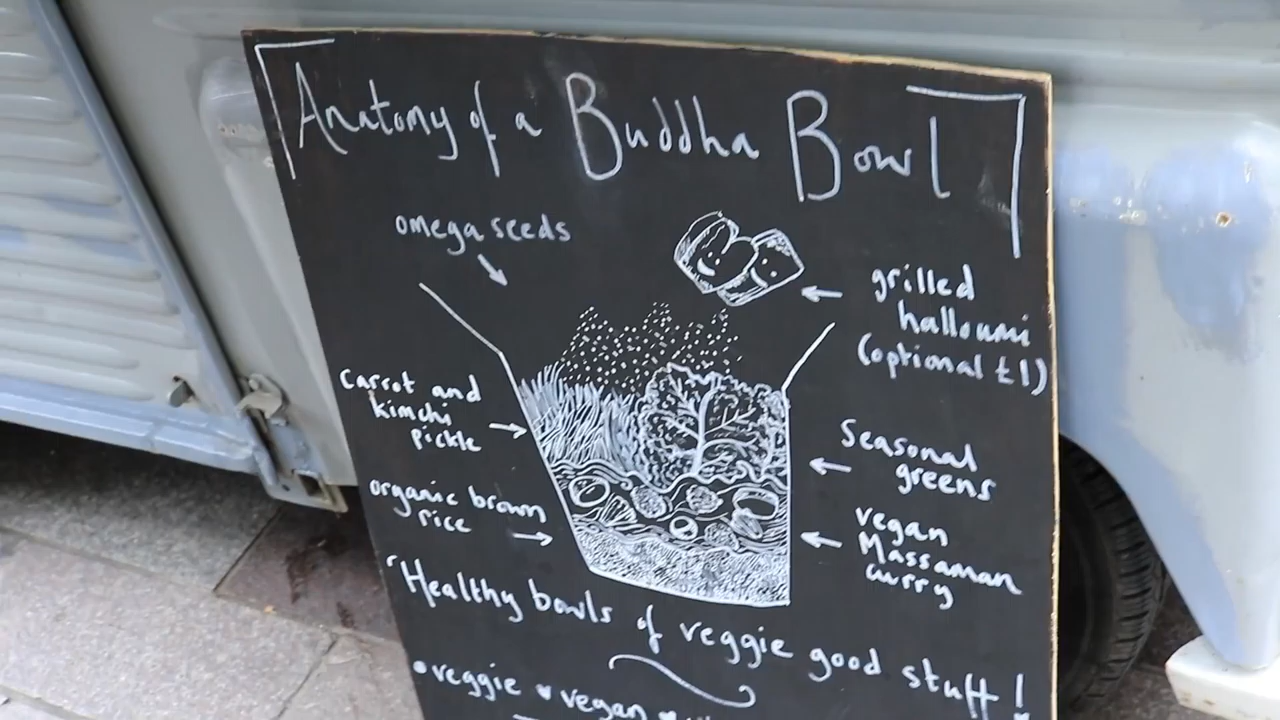 Anatomy of a Buddha Bowl
omega seeds
grilled
halloumi
(optional £1)
Carrot and
kimchi
pickle
Seasonal
greens
organic brown
rice
vegan
Massaman
curry
"Healthy bowls of veggie good stuff!
• veggie ♥ vegan ♥